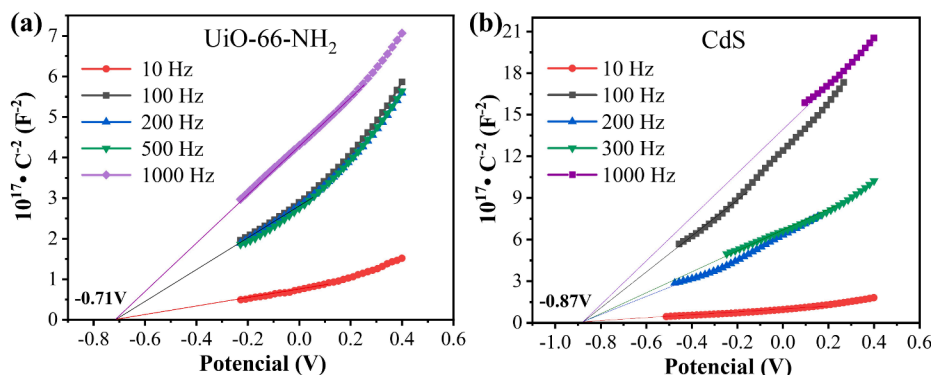 (a)
UiO-66-NH₂
10 Hz
100 Hz
200 Hz
500 Hz
1000 Hz
-0.71V
10¹⁷• C⁻² (F⁻²)
7
6
5
4
3
2
1
0
-0.8 -0.6 -0.4 -0.2 0.0 0.2 0.4 0.6
Potencial (V)
(b)
CdS
10 Hz
100 Hz
200 Hz
300 Hz
1000 Hz
-0.87V
10¹⁷• C⁻² (F⁻²)
21
18
15
12
9
6
3
0
-1.0 -0.8 -0.6 -0.4 -0.2 0.0 0.2 0.4 0.6
Potencial (V)